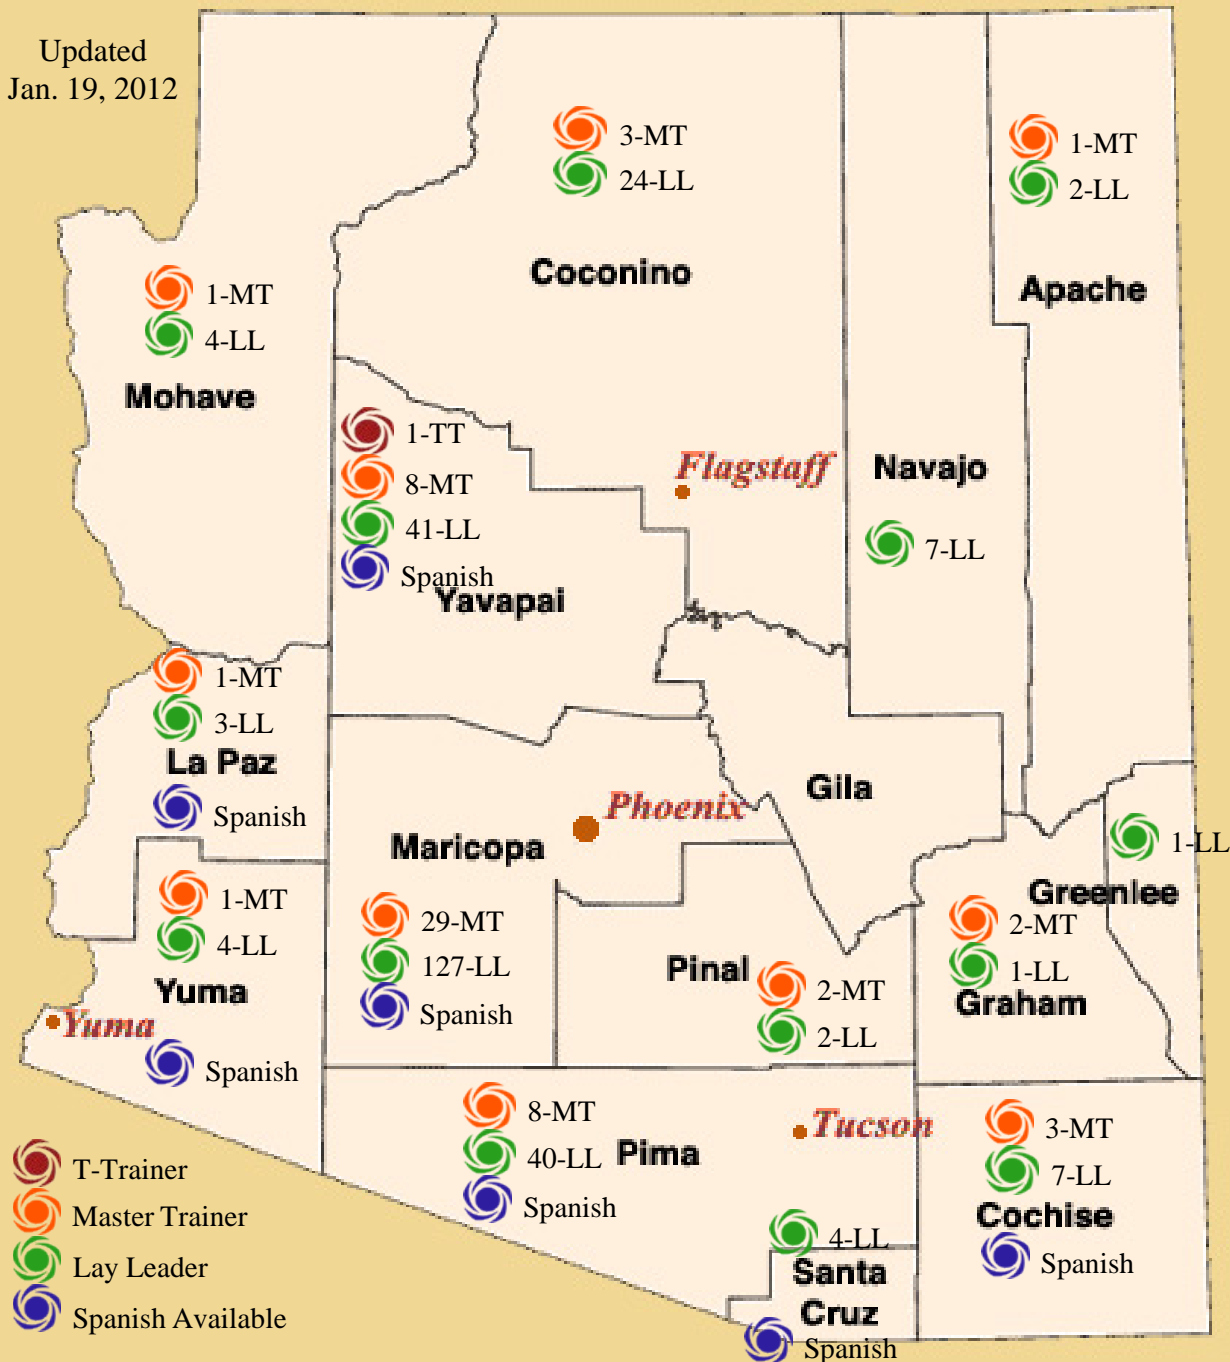 Updated
Jan. 19, 2012
3-MT
24-LL
Coconino
1-MT
2-LL
Apache
1-MT
4-LL
Mohave
1-TT
8-MT
41-LL
Spanish
Yavapai
Flagstaff
Navajo
7-LL
1-MT
3-LL
La Paz
Spanish
Phoenix
Maricopa
29-MT
127-LL
Spanish
Gila
1-LL
Greenlee
2-MT
1-LL
Graham
1-MT
4-LL
Yuma
Yuma
Spanish
Pinal
2-MT
2-LL
8-MT
40-LL
Pima
Spanish
Tucson
3-MT
7-LL
Cochise
Spanish
4-LL
Santa
Cruz
Spanish
T-Trainer
Master Trainer
Lay Leader
Spanish Available